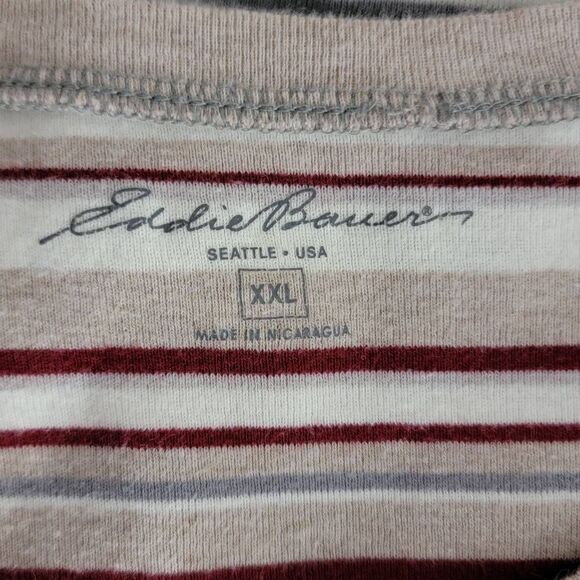 Eddie Bauer®
SEATTLE • USA
XXL
MADE IN NICARAGUA